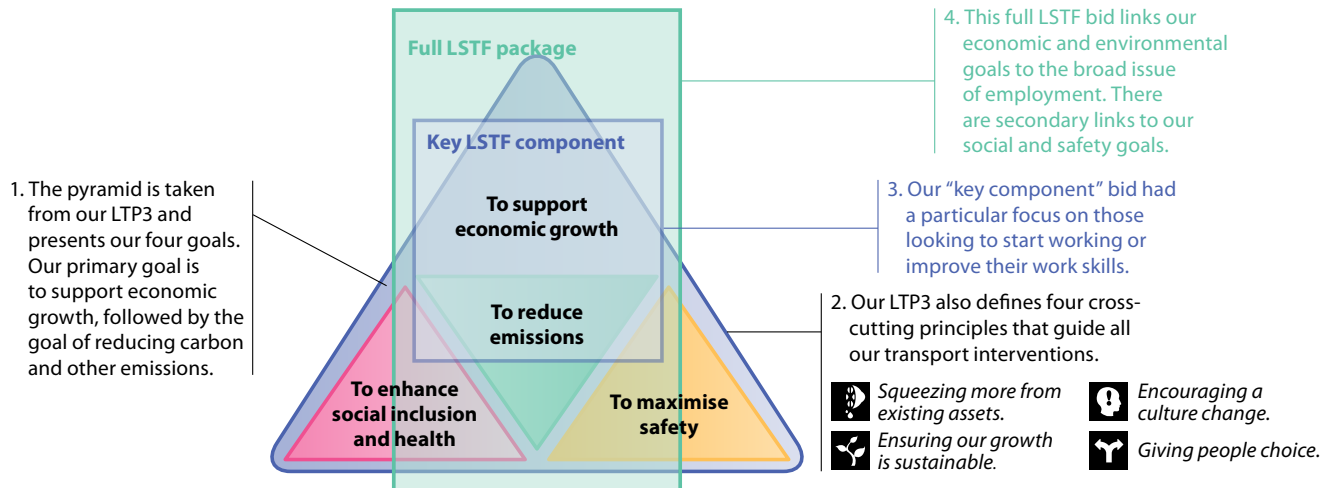 Full LSTF package
Key LSTF component
To support
economic growth
To reduce
emissions
To enhance
social inclusion
and health
To maximise
safety
1. The pyramid is taken
from our LTP3 and
presents our four goals.
Our primary goal is
to support economic
growth, followed by the
goal of reducing carbon
and other emissions.
4. This full LSTF bid links our
economic and environmental
goals to the broad issue
of employment. There
are secondary links to our
social and safety goals.
3. Our “key component” bid had
a particular focus on those
looking to start working or
improve their work skills.
2. Our LTP3 also defines four cross-
cutting principles that guide all
our transport interventions.
Squeezing more from
existing assets.
Encouraging a
culture change.
Ensuring our growth
is sustainable.
Giving people choice.